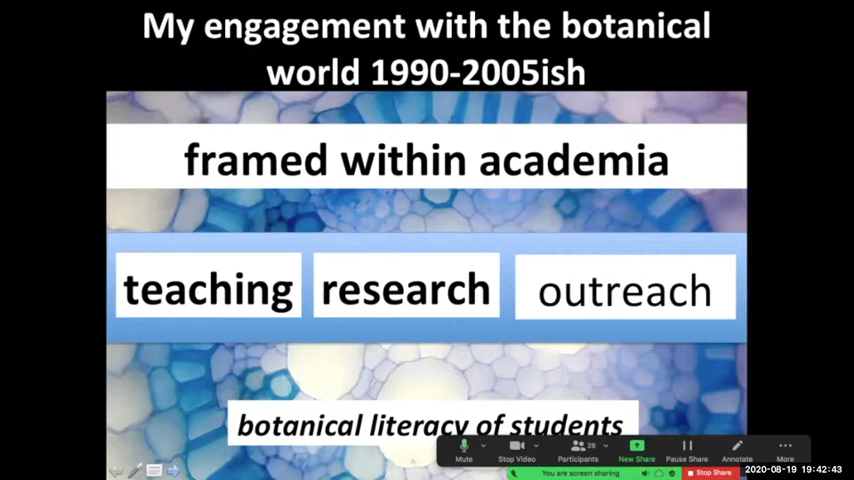 My engagement with the botanical
world 1990-2005ish
framed within academia
teaching research outreach
botanical literacy of students
28
Mute Stop Video Participants New Share Pause Share Annotate More
You are screen sharing Stop Share
2020-08-19 19:42:43